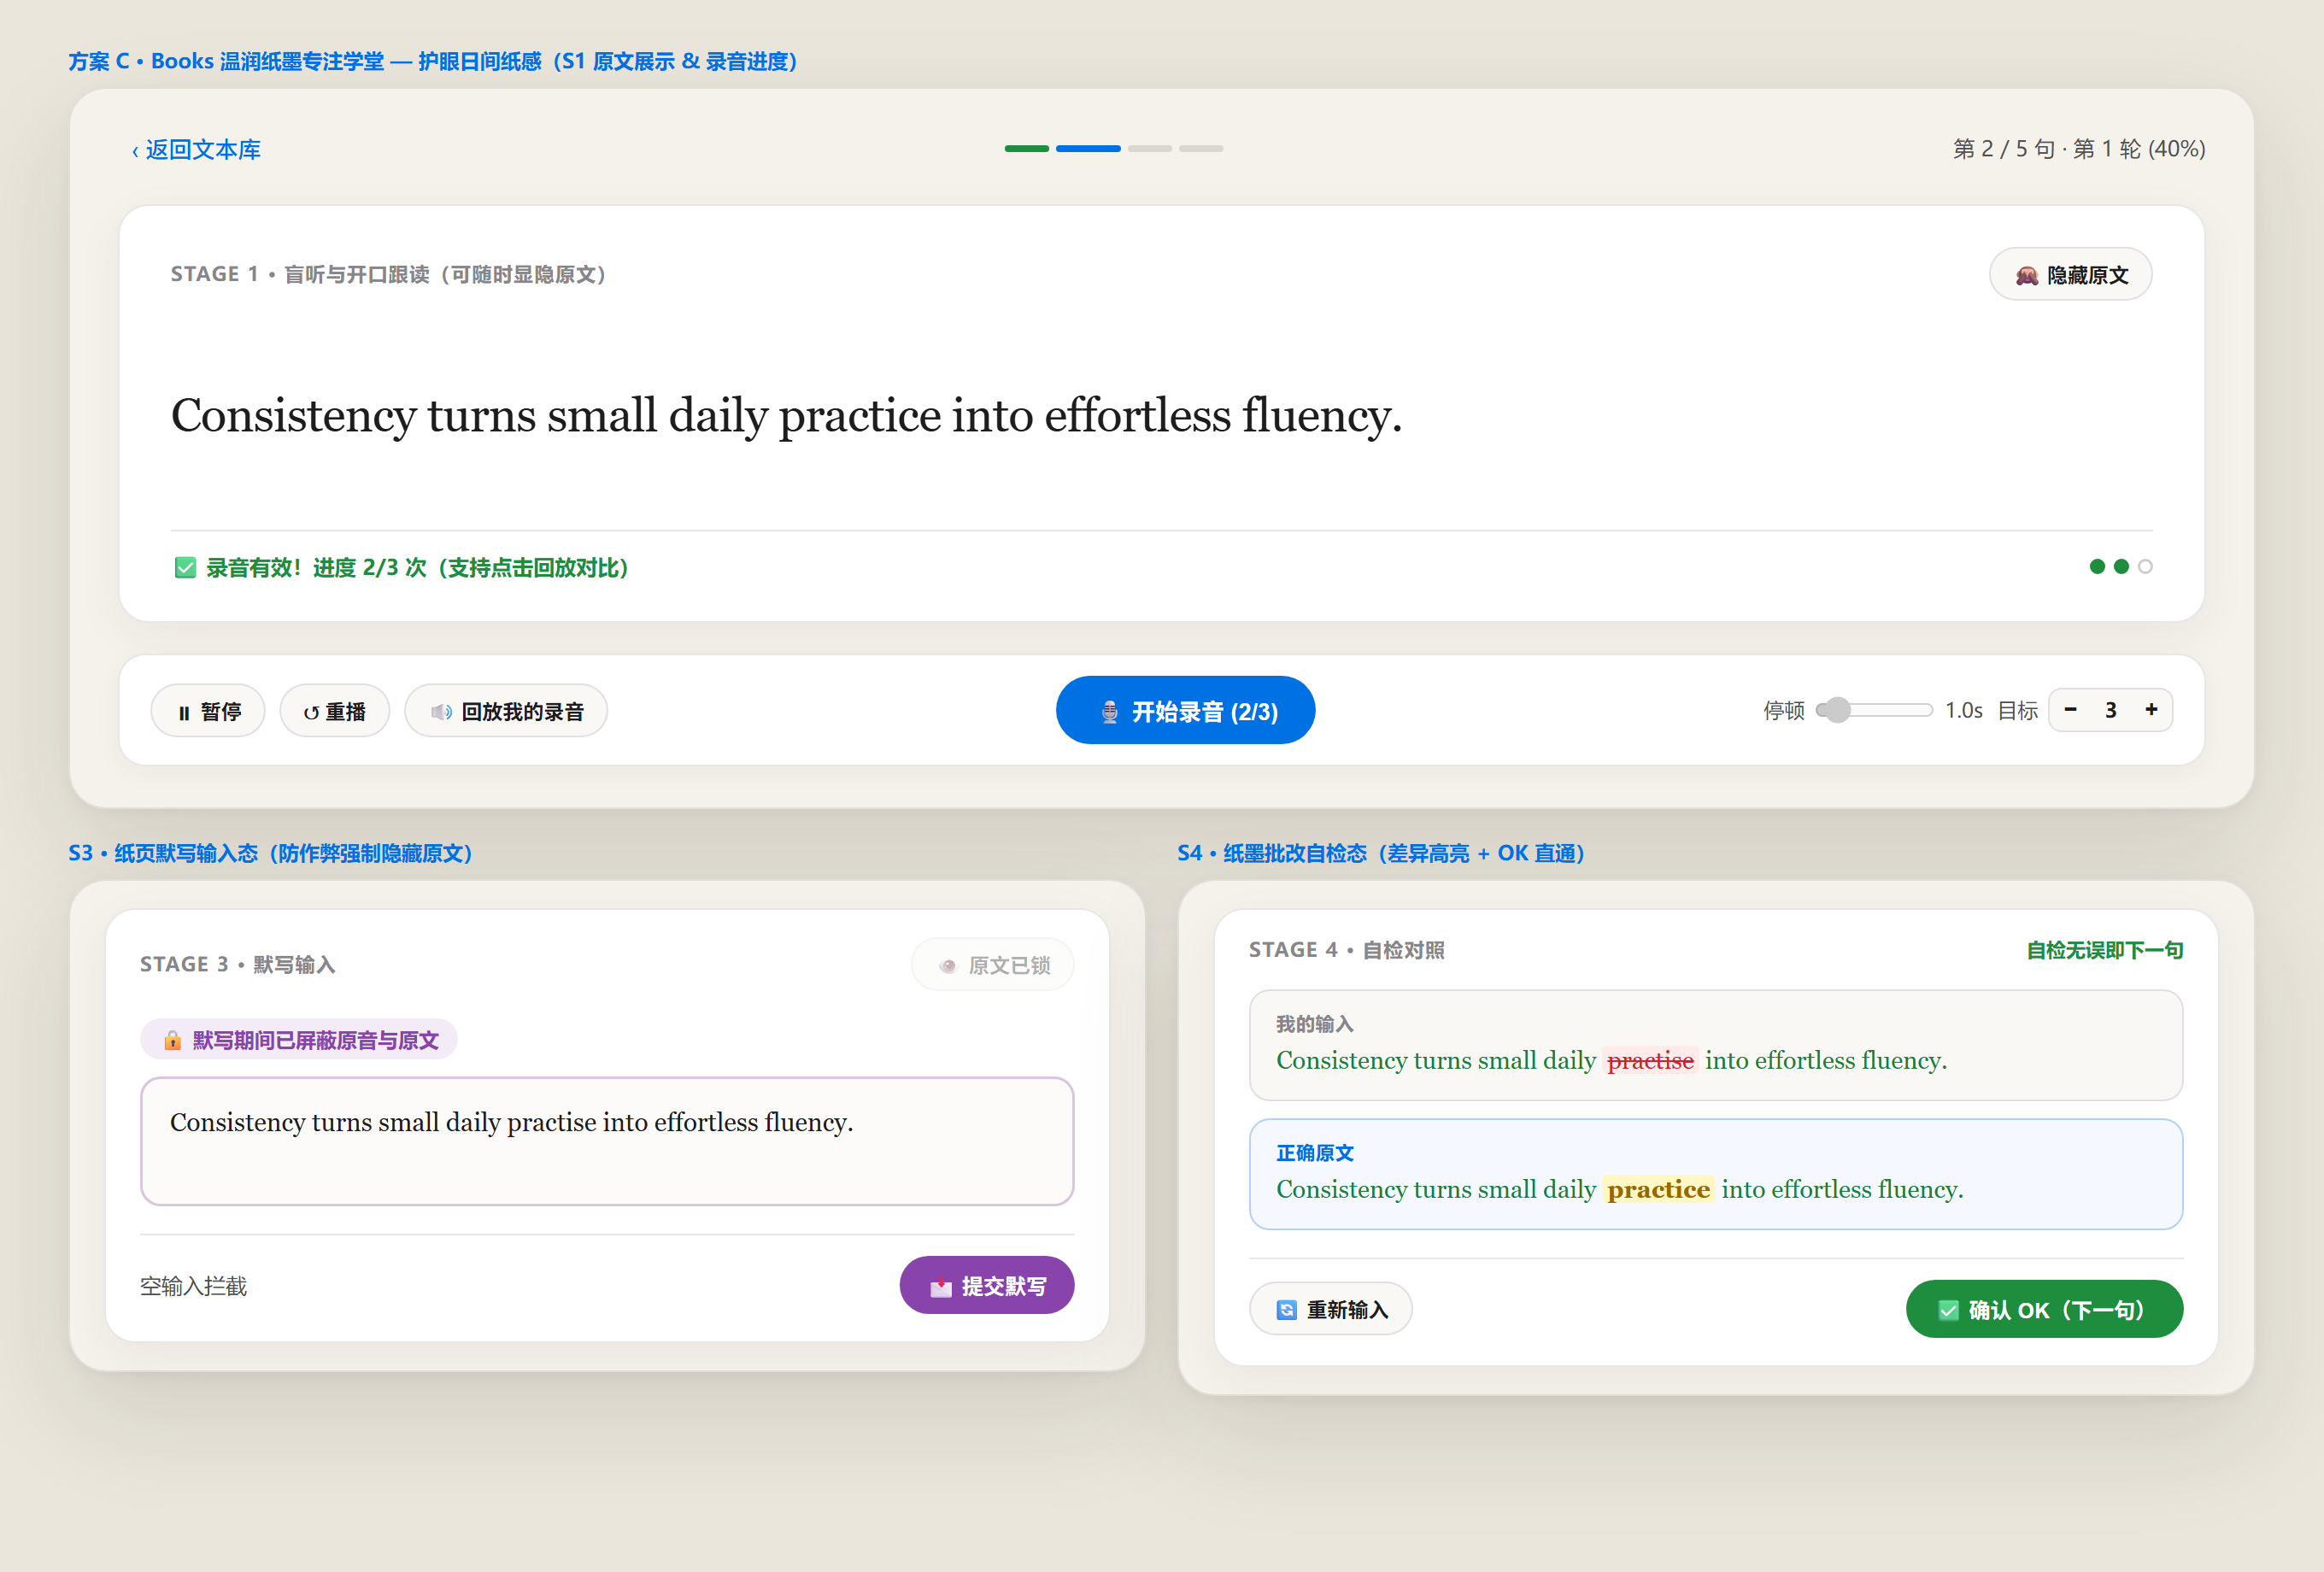 方案 C • Books 温润纸墨专注学堂 — 护眼日间纸感（S1 原文展示 & 录音进度）
‹ 返回文本库
第 2 / 5 句 · 第 1 轮 (40%)
STAGE 1 • 盲听与开口跟读（可随时显隐原文）
隐藏原文
Consistency turns small daily practice into effortless fluency.
✅ 录音有效！进度 2/3 次（支持点击回放对比）
⏸ 暂停
↺ 重播
🔊 回放我的录音
🎙️ 开始录音 (2/3)
停顿
1.0s
目标
− 3 +
S3 • 纸页默写输入态（防作弊强制隐藏原文）
STAGE 3 • 默写输入
原文已锁
🔒 默写期间已屏蔽原音与原文
Consistency turns small daily practise into effortless fluency.
空输入拦截
📩 提交默写
S4 • 纸墨批改自检态（差异高亮 + OK 直通）
STAGE 4 • 自检对照
自检无误即下一句
我的输入
Consistency turns small daily practise into effortless fluency.
正确原文
Consistency turns small daily practice into effortless fluency.
🔄 重新输入
✅ 确认 OK（下一句）